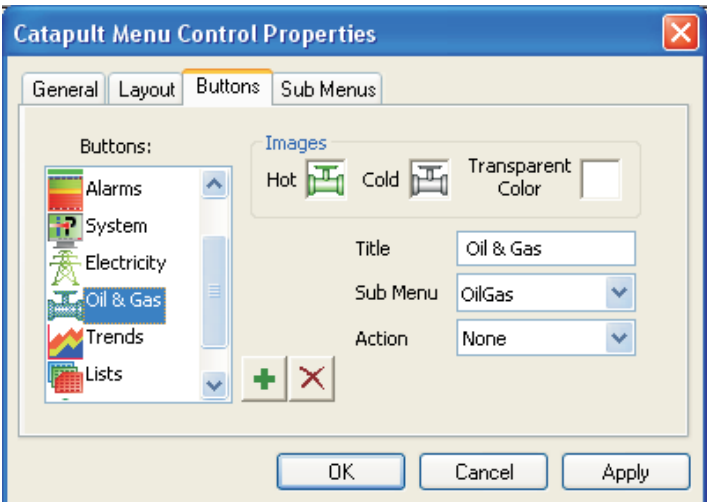 Catapult Menu Control Properties
General Layout Buttons Sub Menus
Buttons:
Alarms
System
Electricity
Oil & Gas
Trends
Lists
Images
Hot Cold Transparent
Color
Title Oil & Gas
Sub Menu OilGas
Action None
OK Cancel Apply